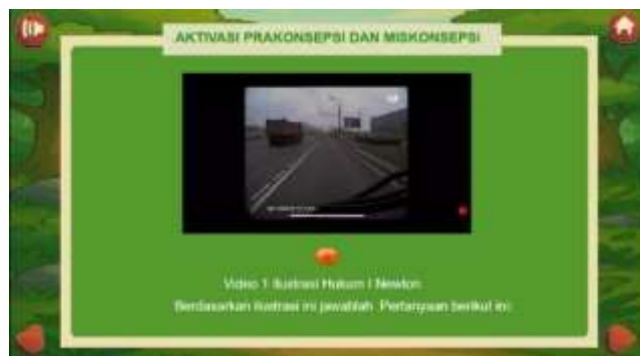 AKTIVASI PRAKONSEPSI DAN MISKONSEPSI
Video 1 Ilustrasi Hukum I Newton
Berdasarkan ilustrasi ini jawablah Pertanyaan berikut ini: